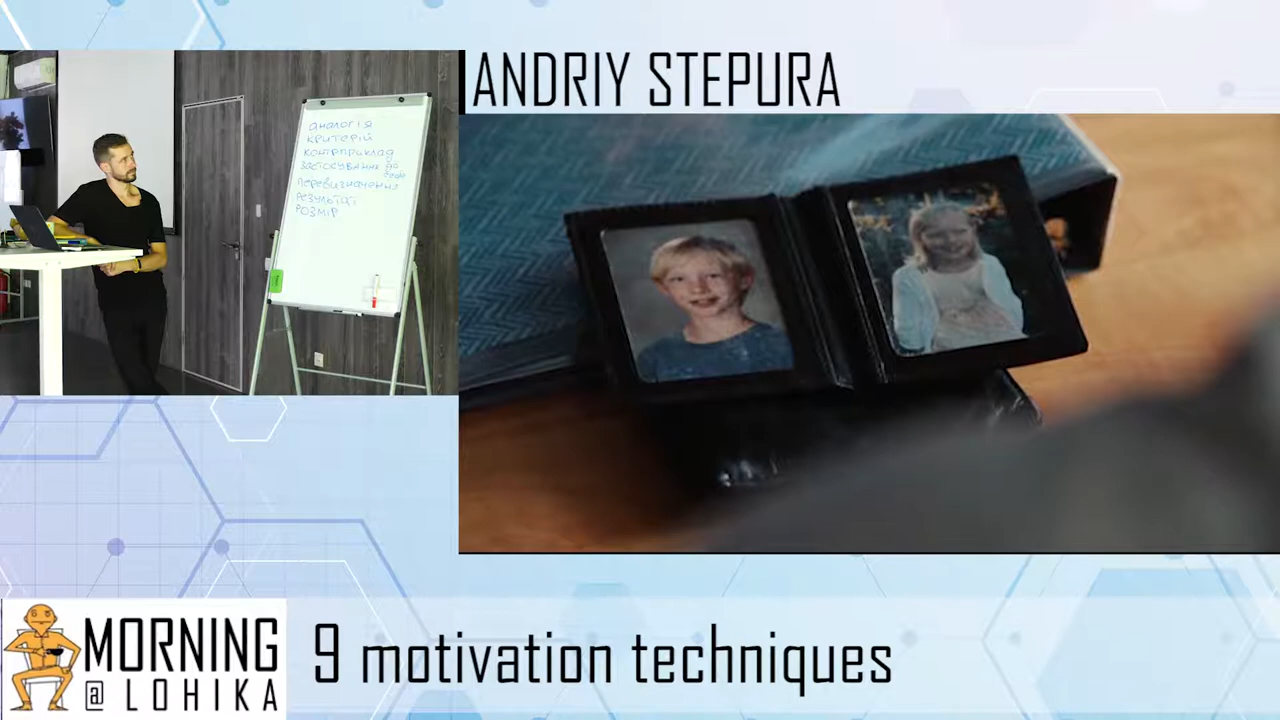 ANDRIY STEPURA
аналогія
критерій
контрприклад
застосування до себе
перевизначення
результат
розмір
MORNING
@ LOHIKA
9 motivation techniques